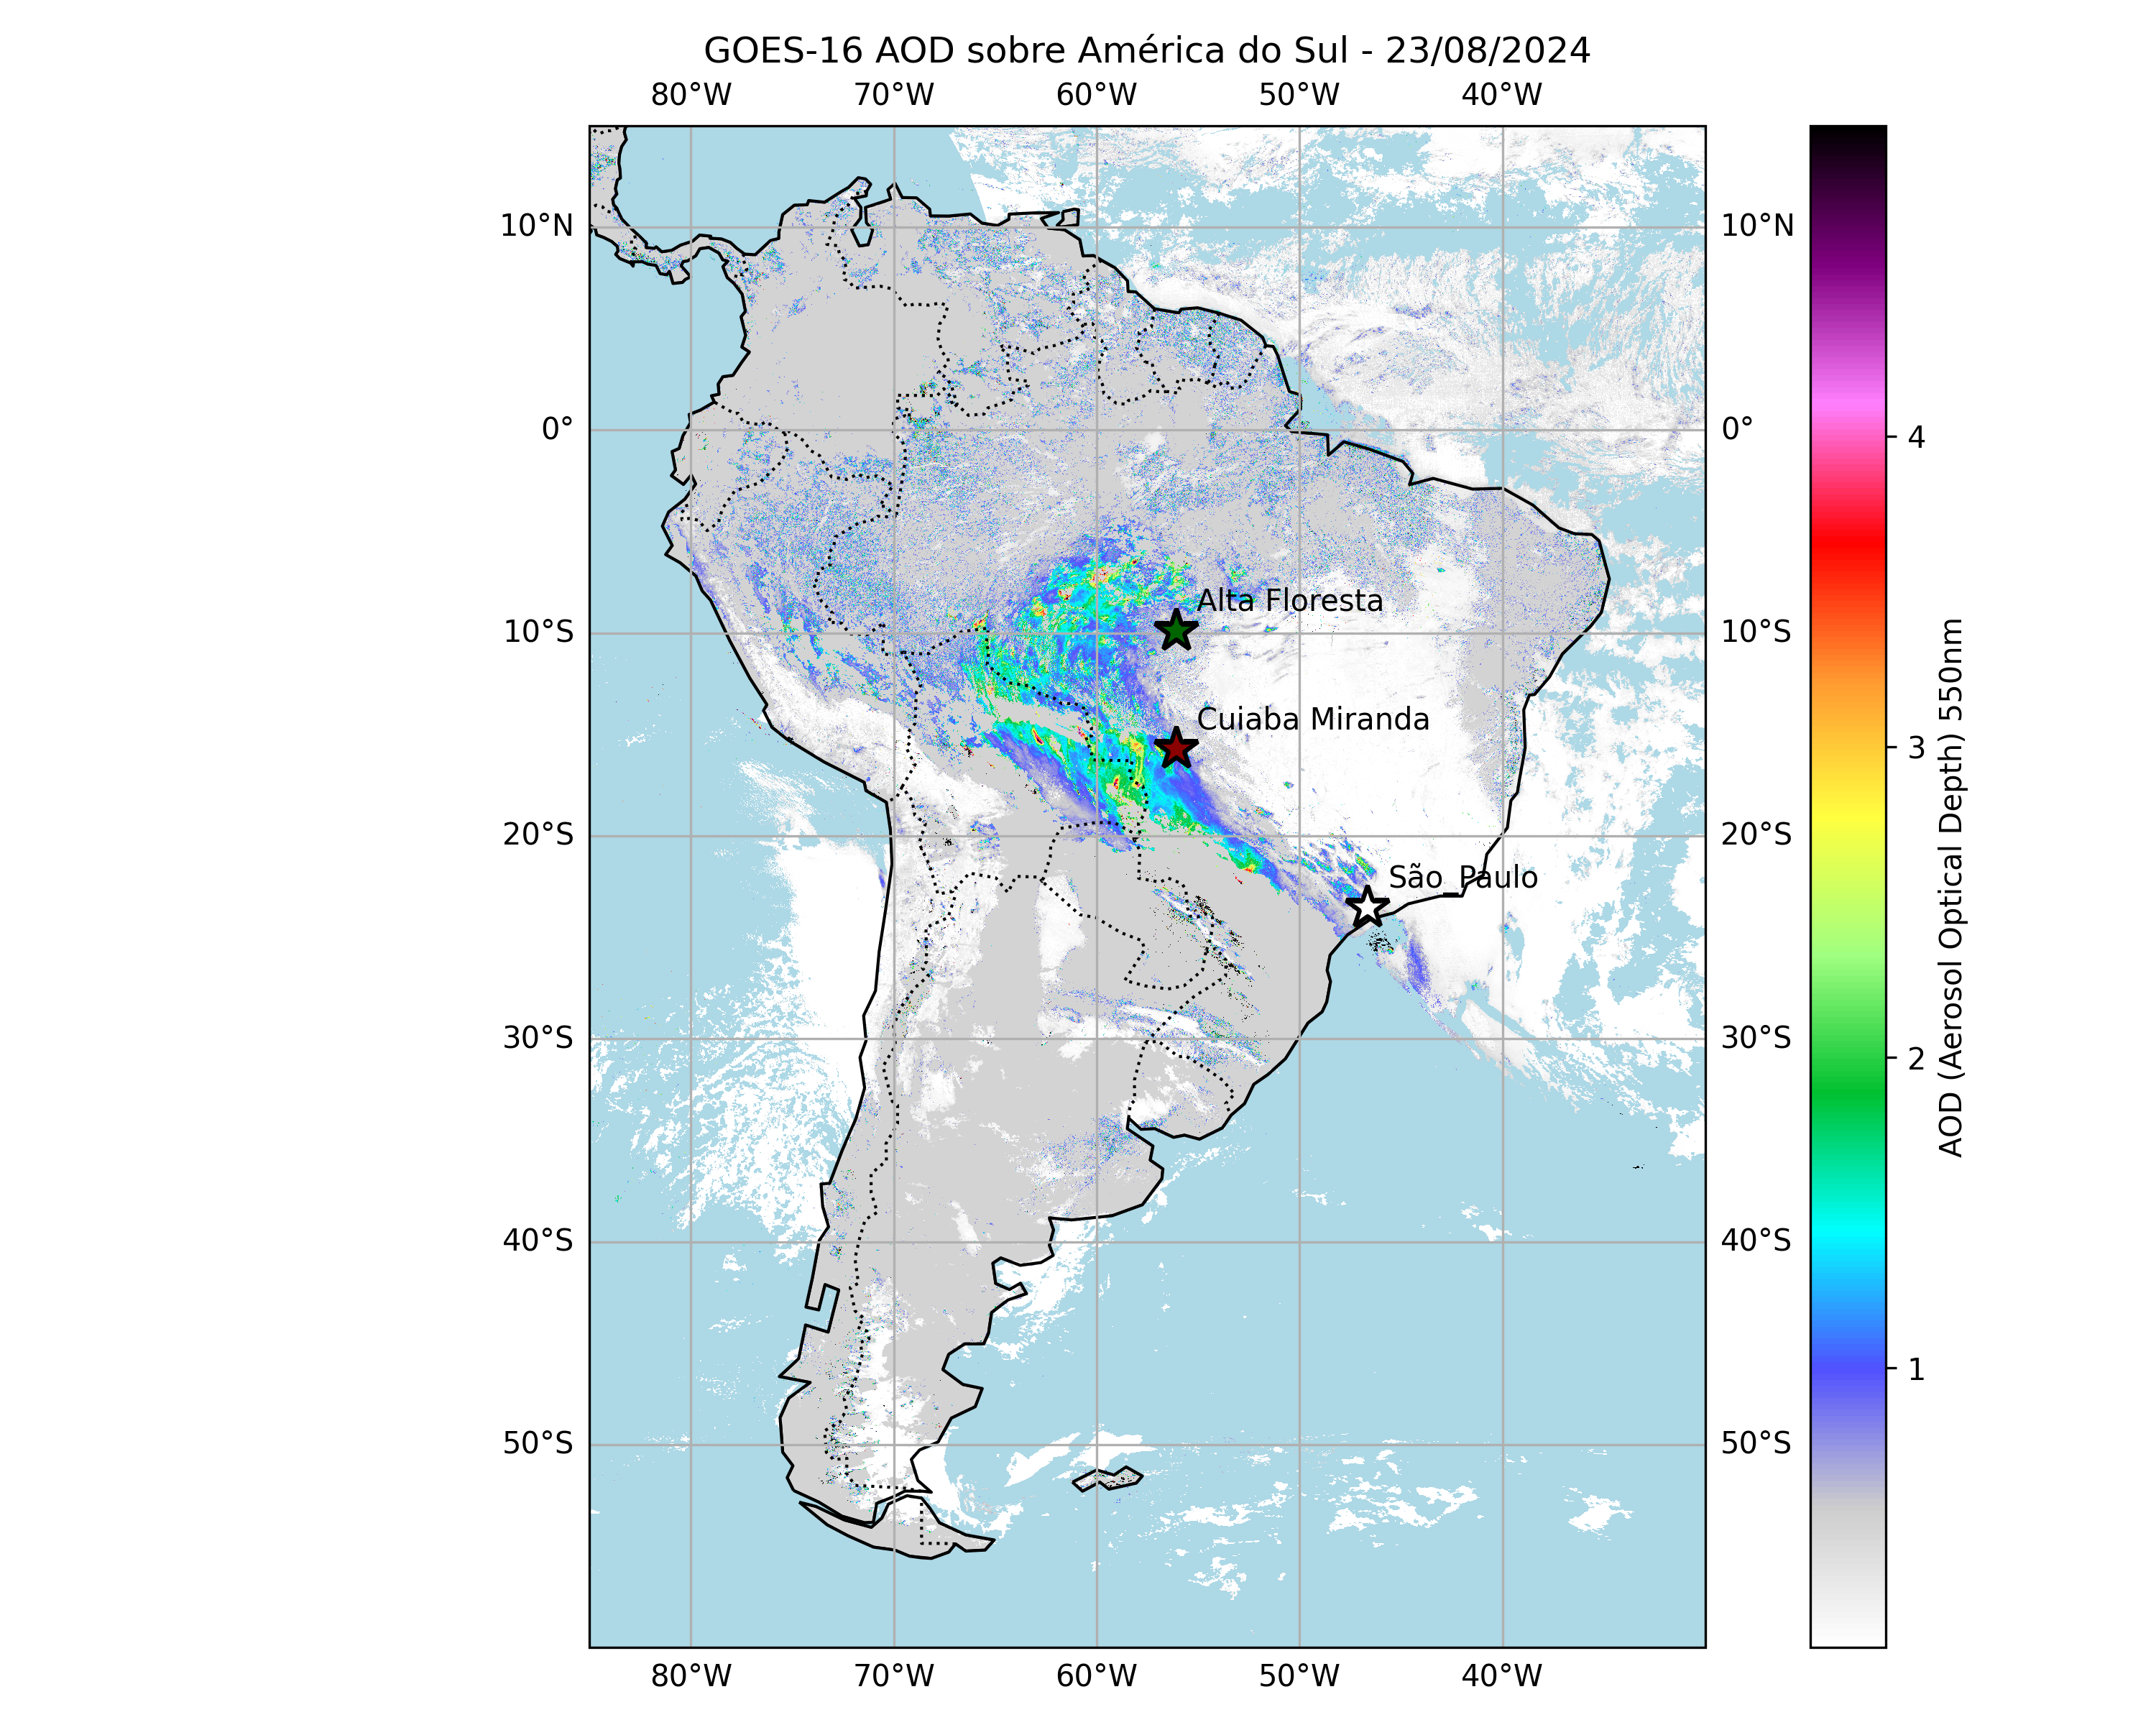 GOES-16 AOD sobre América do Sul - 23/08/2024
80°W 70°W 60°W 50°W 40°W
10°N 10°N
0° 0°
Alta Floresta
10°S 10°S
Cuiaba Miranda
20°S 20°S
São_Paulo
30°S 30°S
40°S 40°S
50°S 50°S
80°W 70°W 60°W 50°W 40°W
4
3
2
1
AOD (Aerosol Optical Depth) 550nm